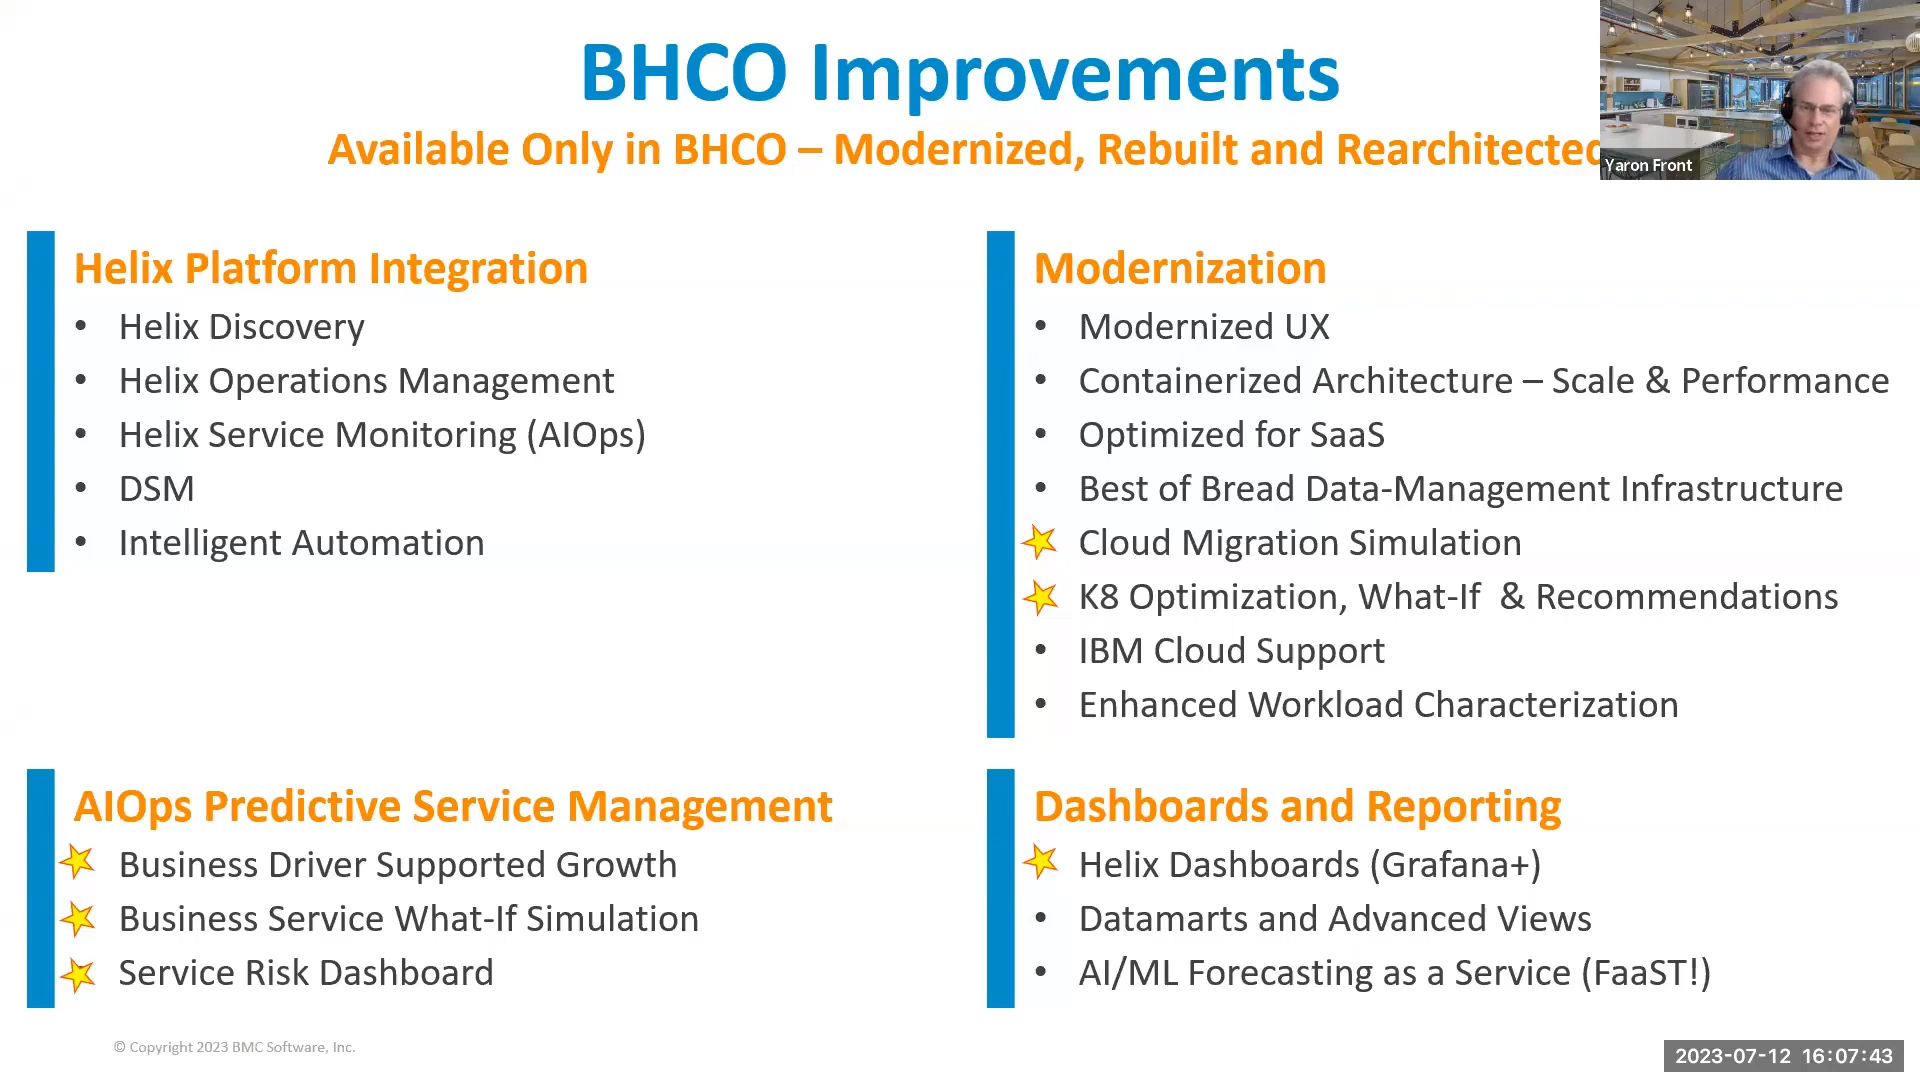 BHCO Improvements
Available Only in BHCO – Modernized, Rebuilt and Rearchitected
Yaron Front
Helix Platform Integration
• Helix Discovery
• Helix Operations Management
• Helix Service Monitoring (AIOps)
• DSM
• Intelligent Automation
Modernization
• Modernized UX
• Containerized Architecture – Scale & Performance
• Optimized for SaaS
• Best of Bread Data-Management Infrastructure
Cloud Migration Simulation
K8 Optimization, What-If & Recommendations
• IBM Cloud Support
• Enhanced Workload Characterization
AIOps Predictive Service Management
Business Driver Supported Growth
Business Service What-If Simulation
Service Risk Dashboard
Dashboards and Reporting
Helix Dashboards (Grafana+)
• Datamarts and Advanced Views
• AI/ML Forecasting as a Service (FaaST!)
© Copyright 2023 BMC Software, Inc.
2023-07-12 16:07:43